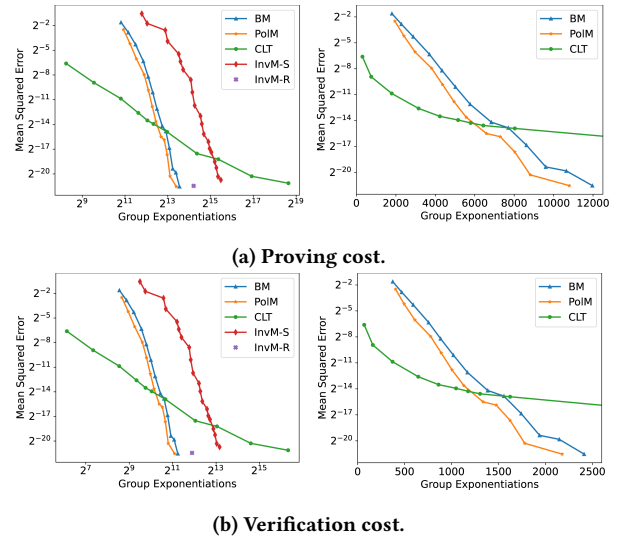 2^{-2}
2^{-5}
2^{-8}
2^{-11}
2^{-14}
2^{-17}
2^{-20}
Mean Squared Error
2^{9} 2^{11} 2^{13} 2^{15} 2^{17} 2^{19}
Group Exponentiations
BM
PolM
CLT
InvM-S
InvM-R
2^{-2}
2^{-5}
2^{-8}
2^{-11}
2^{-14}
2^{-17}
2^{-20}
Mean Squared Error
0 2000 4000 6000 8000 10000 12000
Group Exponentiations
BM
PolM
CLT
(a) Proving cost.
2^{-2}
2^{-5}
2^{-8}
2^{-11}
2^{-14}
2^{-17}
2^{-20}
Mean Squared Error
2^{7} 2^{9} 2^{11} 2^{13} 2^{15}
Group Exponentiations
BM
PolM
CLT
InvM-S
InvM-R
2^{-2}
2^{-5}
2^{-8}
2^{-11}
2^{-14}
2^{-17}
2^{-20}
Mean Squared Error
0 500 1000 1500 2000 2500
Group Exponentiations
BM
PolM
CLT
(b) Verification cost.